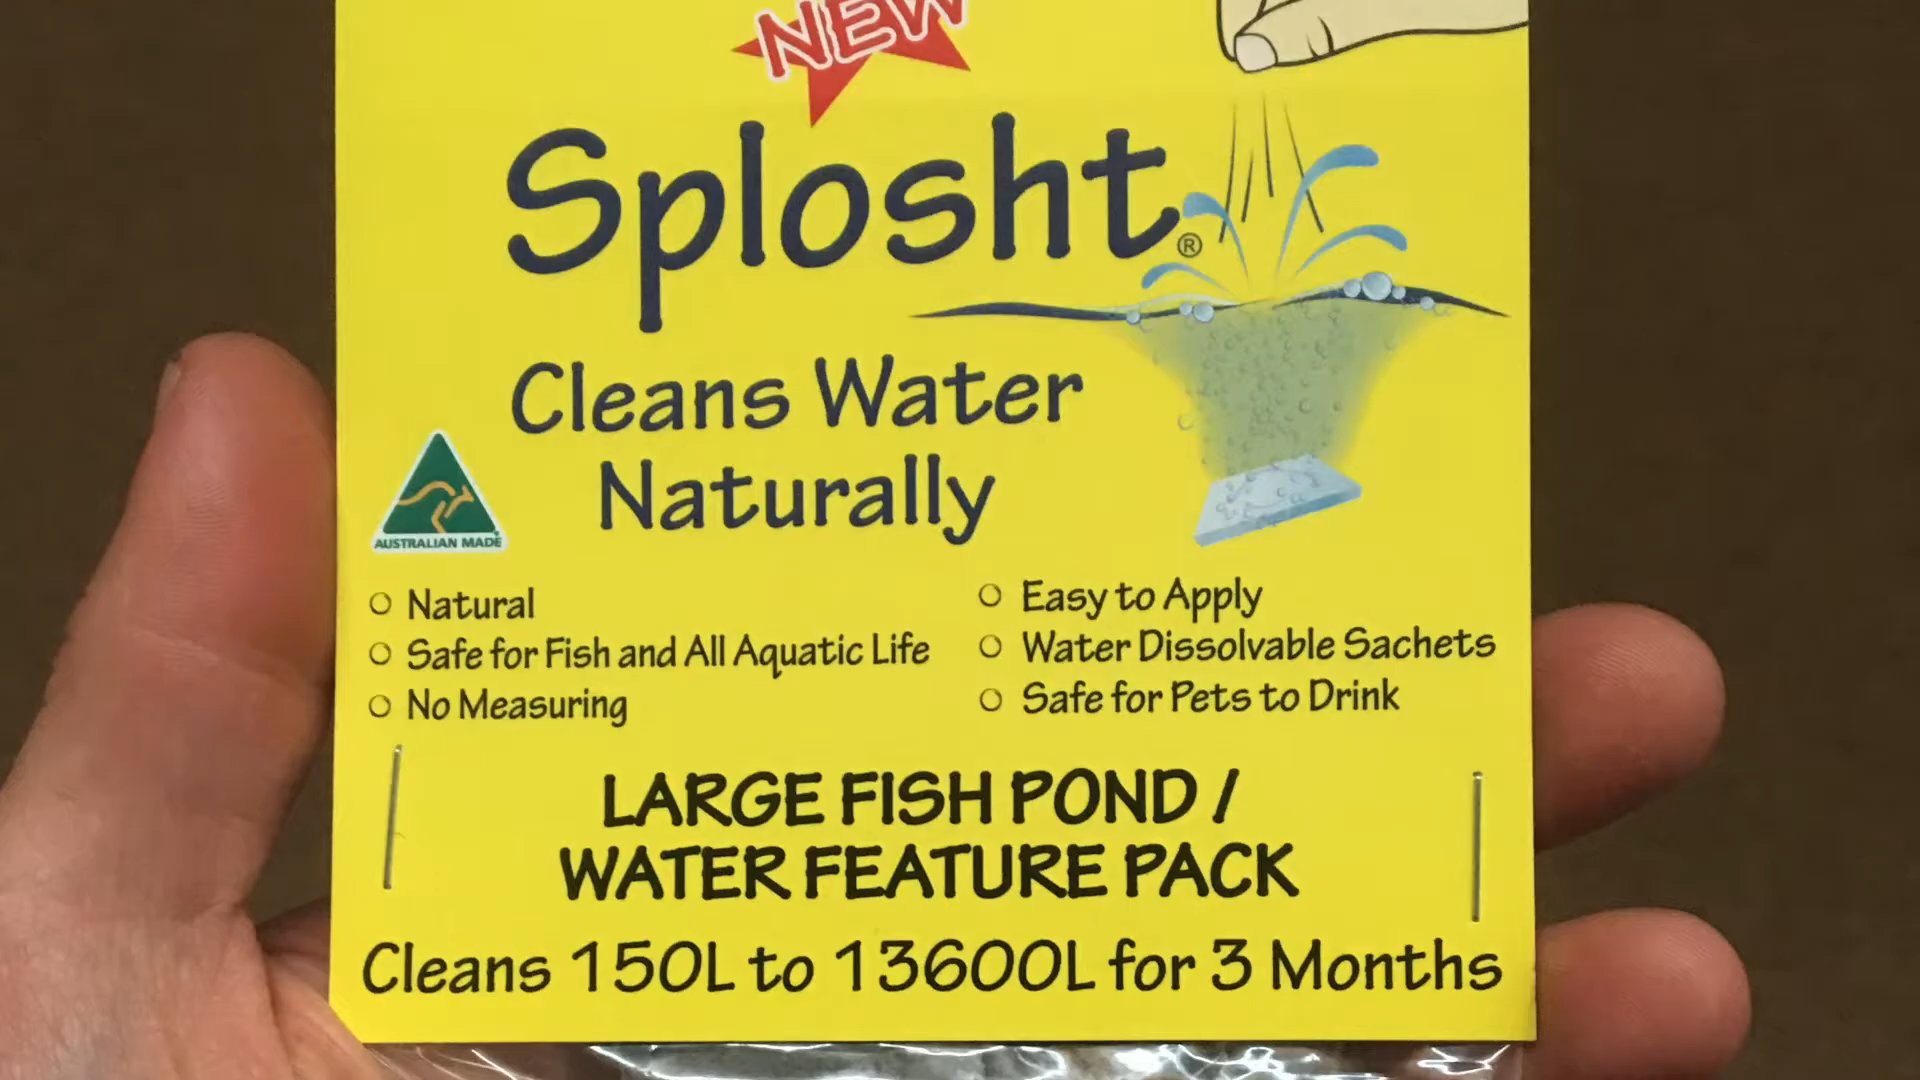 NEW
Splosht®
Cleans Water
Naturally
AUSTRALIAN MADE
Natural
Safe for Fish and All Aquatic Life
No Measuring
Easy to Apply
Water Dissolvable Sachets
Safe for Pets to Drink
LARGE FISH POND /
WATER FEATURE PACK
Cleans 150L to 13600L for 3 Months